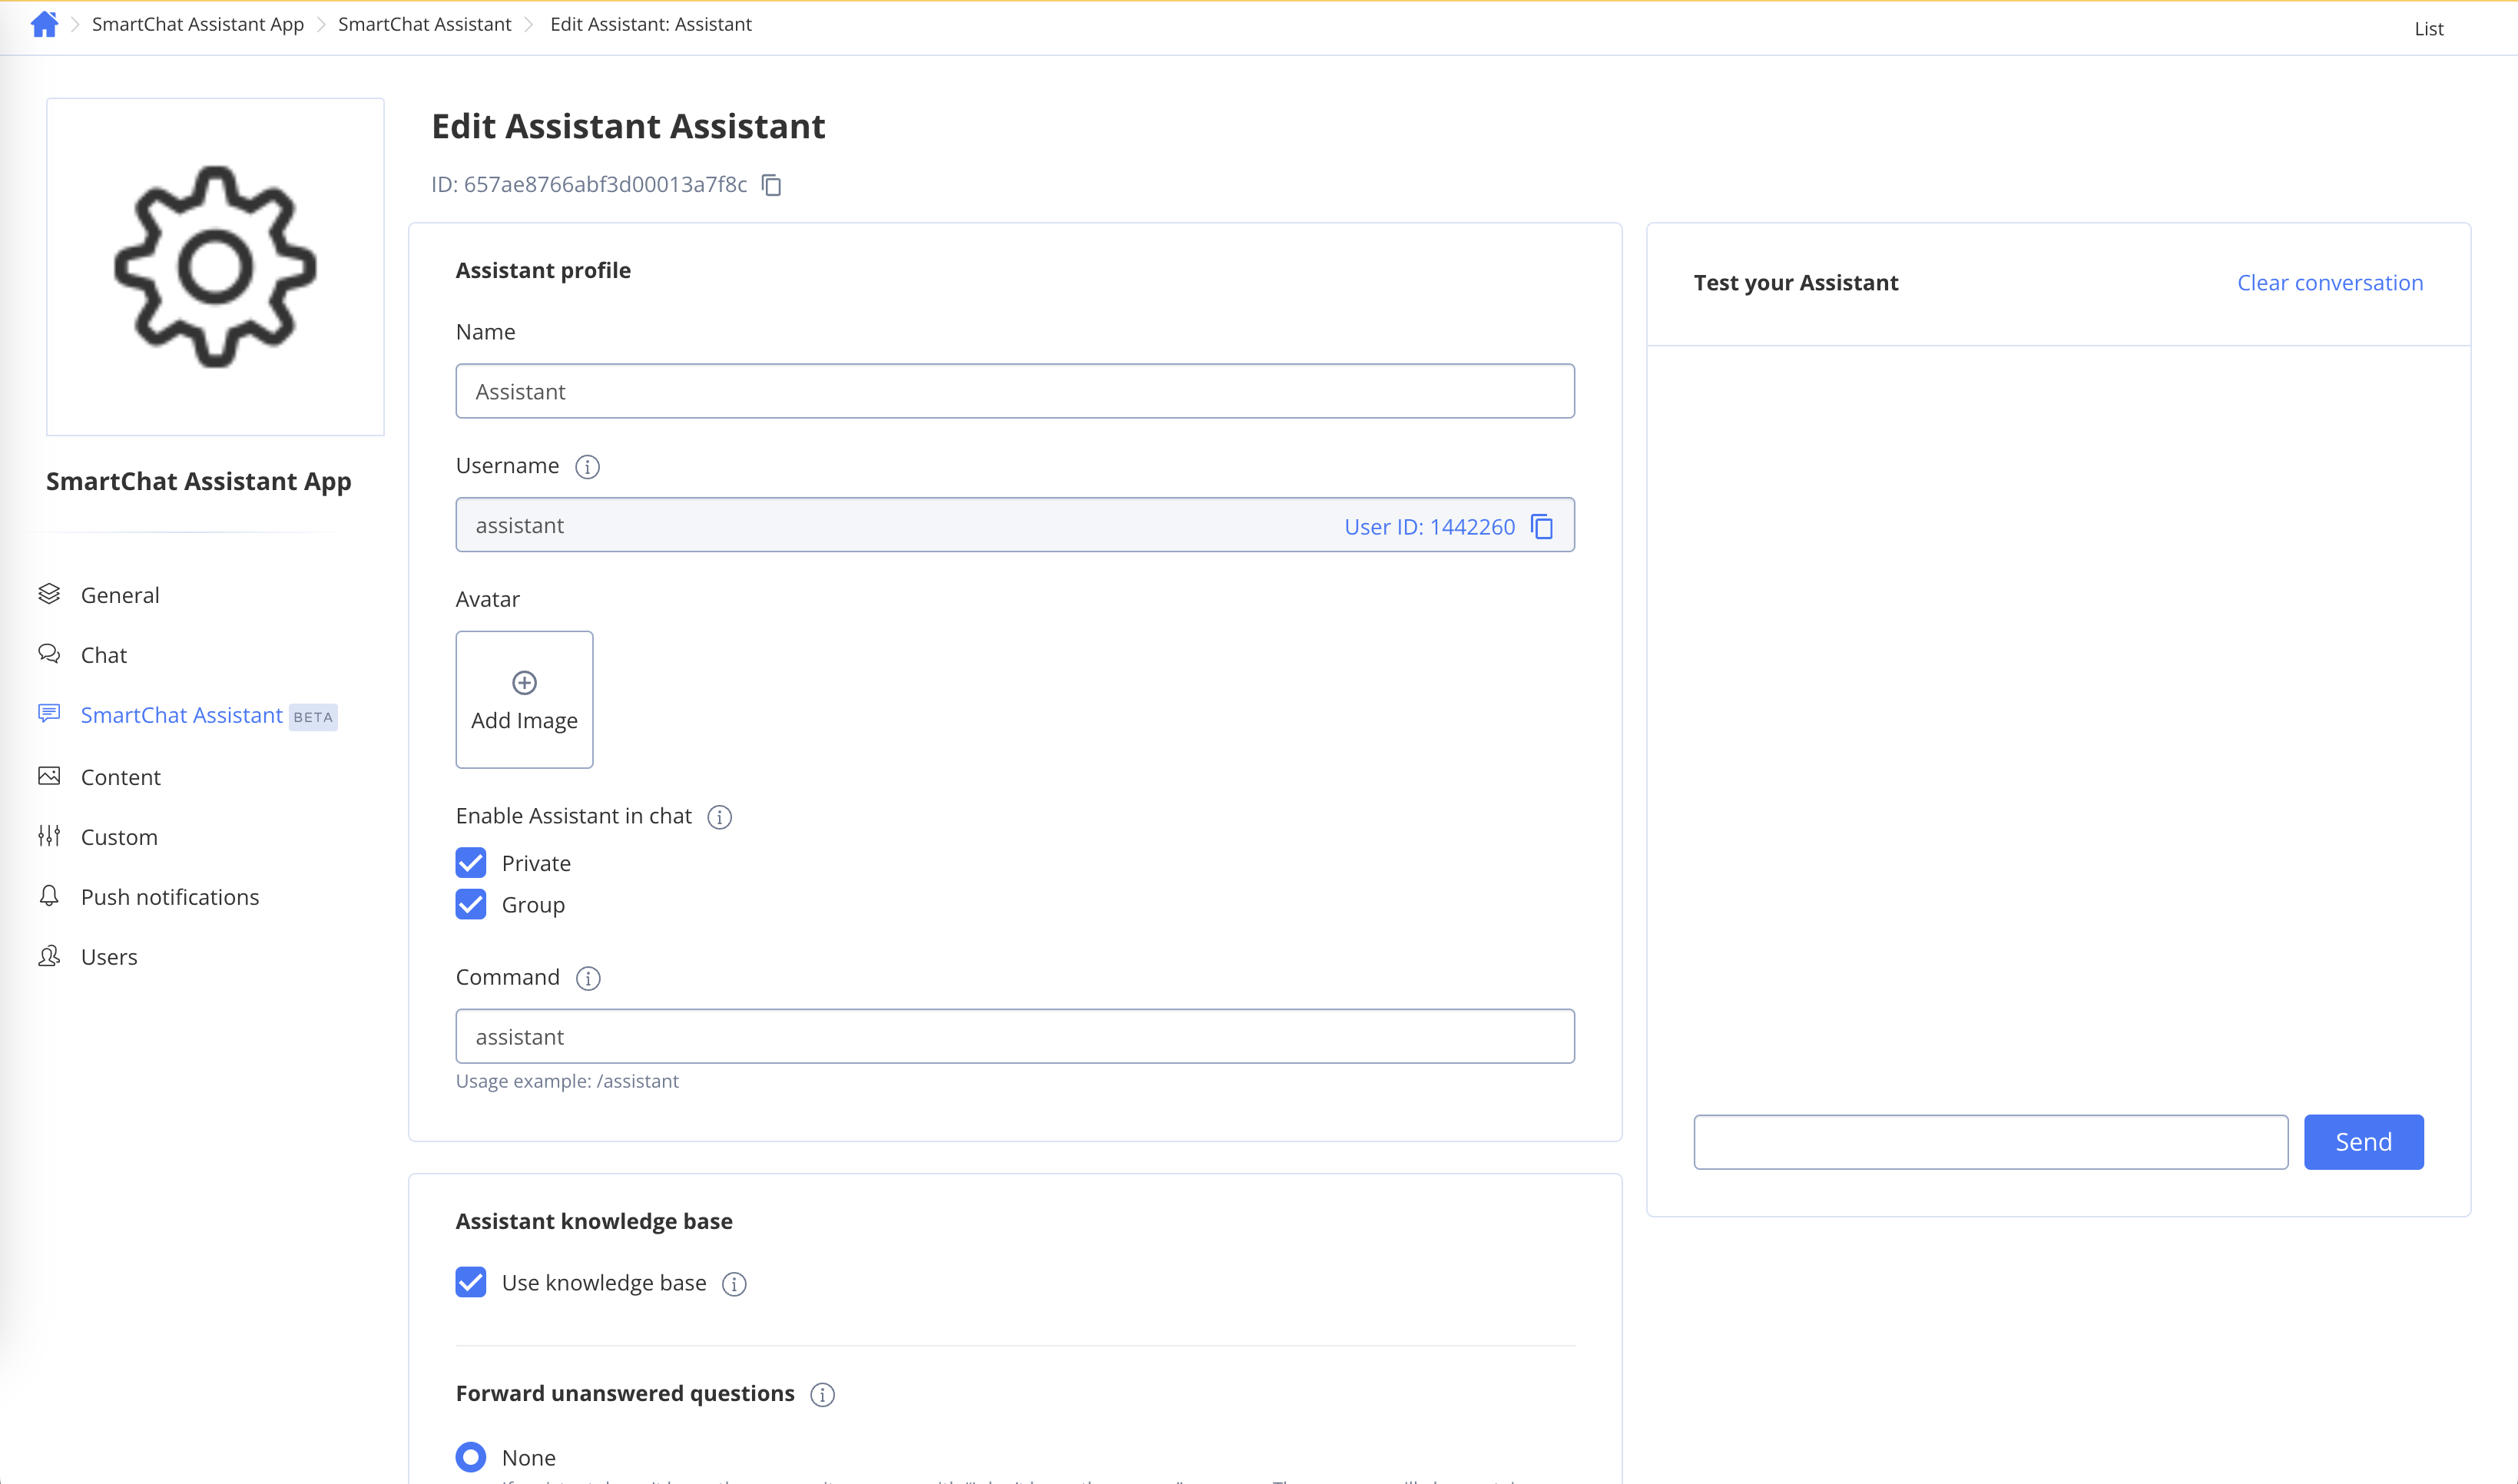 SmartChat Assistant App
SmartChat Assistant
Edit Assistant: Assistant
List
Edit Assistant Assistant
ID: 657ae8766abf3d00013a7f8c
SmartChat Assistant App
General
Chat
SmartChat Assistant BETA
Content
Custom
Push notifications
Users
Assistant profile
Name
Assistant
Username
assistant
User ID: 1442260
Avatar
Add Image
Enable Assistant in chat
Private
Group
Command
assistant
Usage example: /assistant
Assistant knowledge base
Use knowledge base
Forward unanswered questions
None
Test your Assistant
Clear conversation
Send